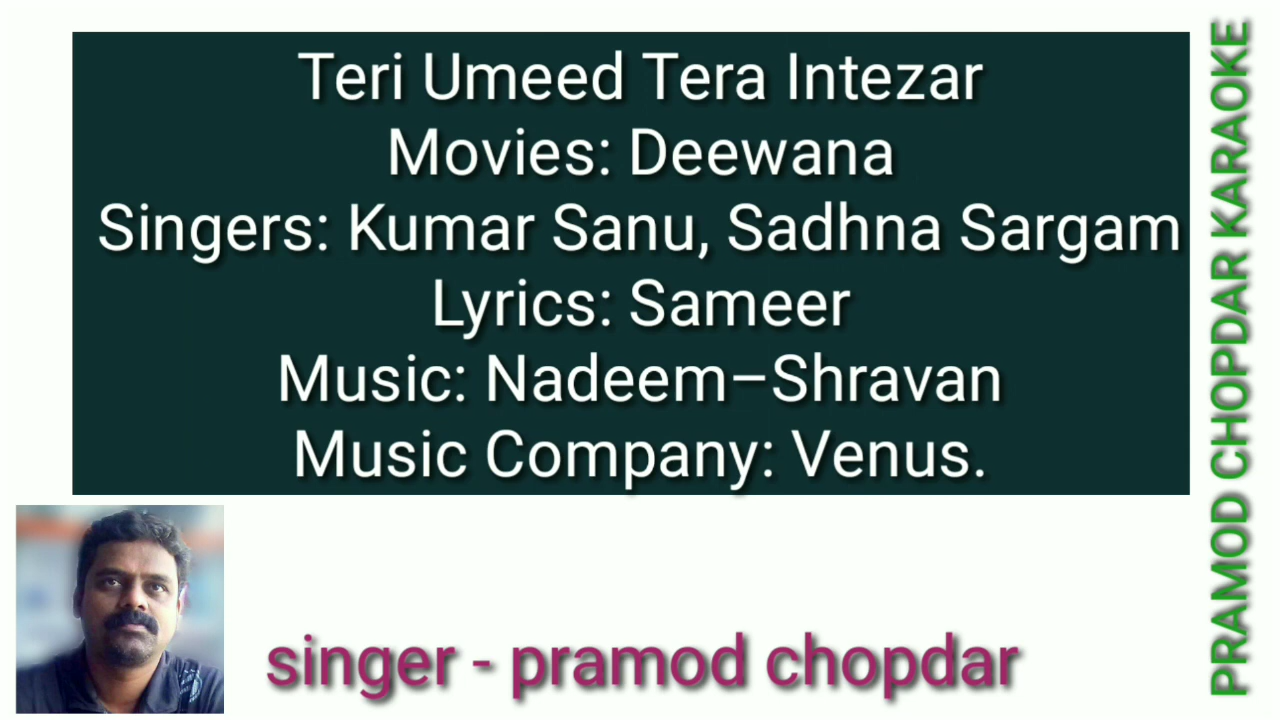 Teri Umeed Tera Intezar
Movies: Deewana
Singers: Kumar Sanu, Sadhna Sargam
Lyrics: Sameer
Music: Nadeem–Shravan
Music Company: Venus.
singer - pramod chopdar
PRAMOD CHOPDAR KARAOKE